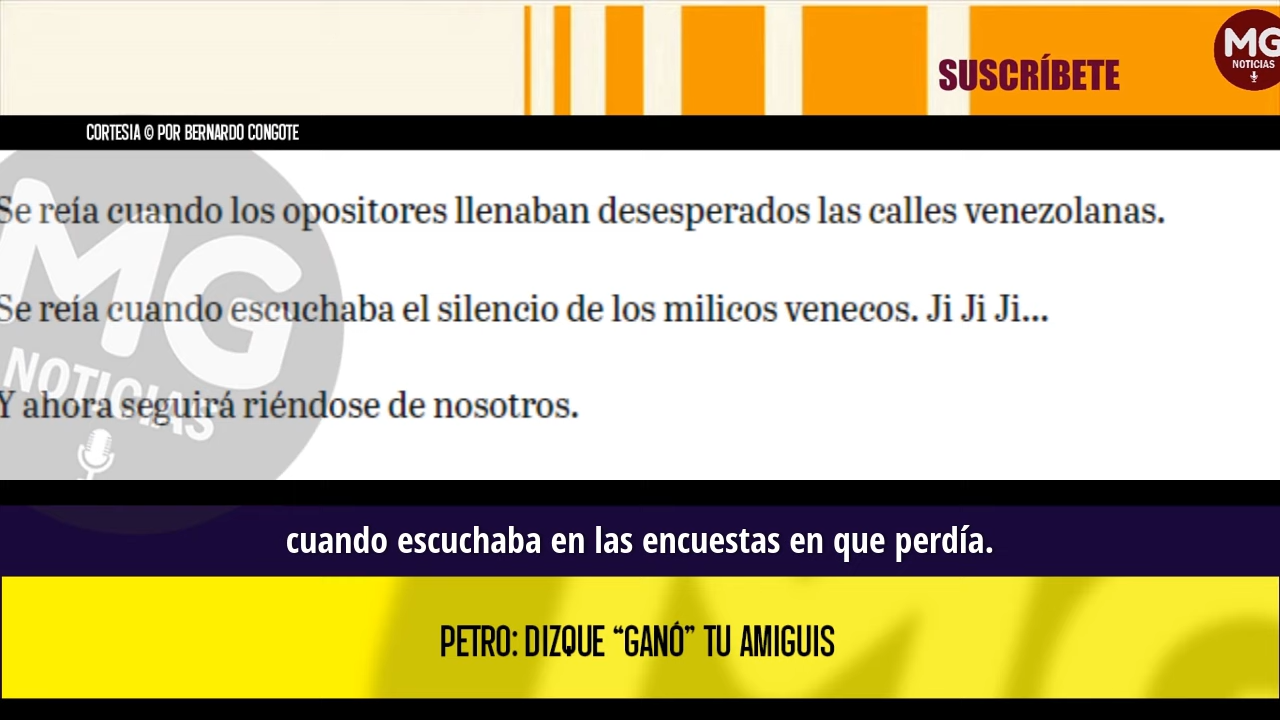 SUSCRÍBETE
MG
NOTICIAS
CORTESIA © POR BERNARDO CONGOTE
Se reía cuando los opositores llenaban desesperados las calles venezolanas.
Se reía cuando escuchaba el silencio de los milicos venecos. Ji Ji Ji...
Y ahora seguirá riéndose de nosotros.
MG
NOTICIAS
cuando escuchaba en las encuestas en que perdía.
PETRO: DIZQUE “GANÓ” TU AMIGUIS